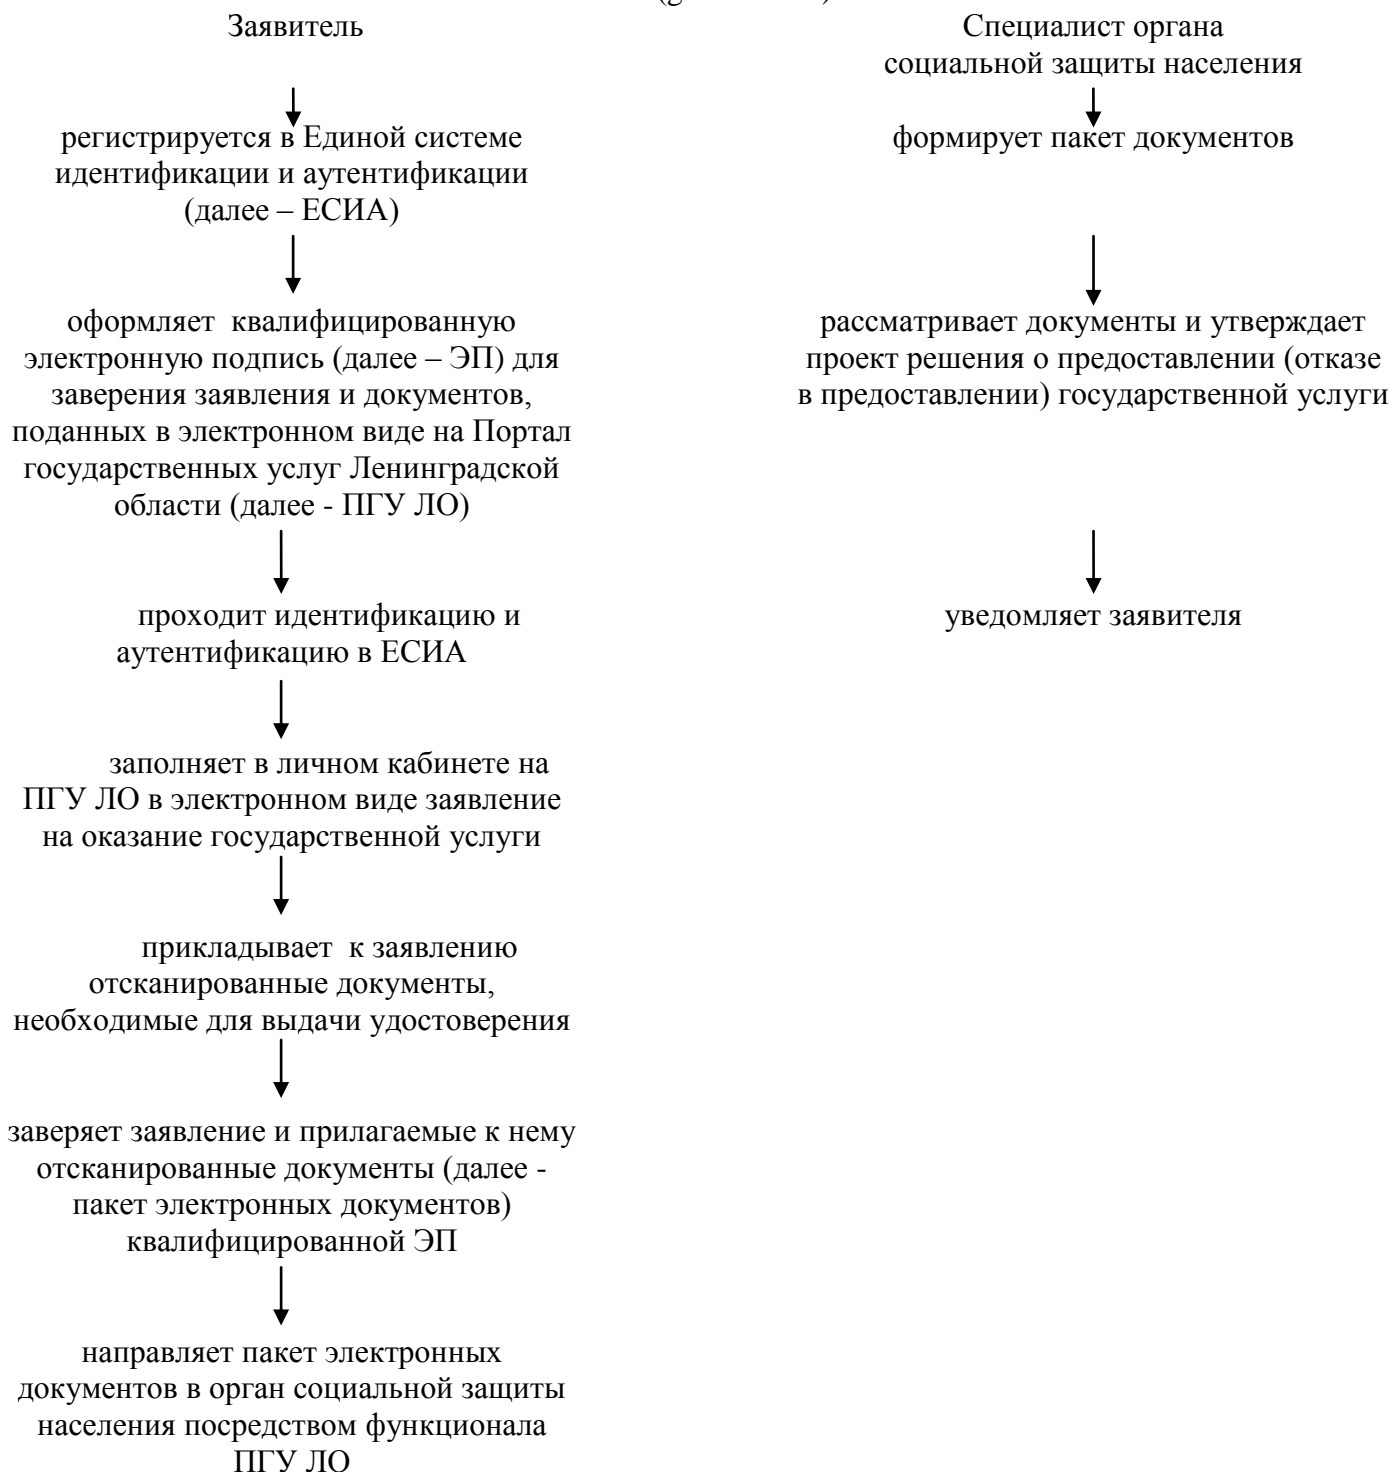 Заявитель
регистрируется в Единой системе
идентификации и аутентификации
(далее – ЕСИА)
оформляет  квалифицированную
электронную подпись (далее – ЭП) для
заверения заявления и документов,
поданных в электронном виде на Портал
государственных услуг Ленинградской
области (далее - ПГУ ЛО)
проходит идентификацию и
аутентификацию в ЕСИА
заполняет в личном кабинете на
ПГУ ЛО в электронном виде заявление
на оказание государственной услуги
прикладывает  к заявлению
отсканированные документы,
необходимые для выдачи удостоверения
заверяет заявление и прилагаемые к нему
отсканированные документы (далее -
пакет электронных документов)
квалифицированной ЭП
направляет пакет электронных
документов в орган социальной защиты
населения посредством функционала
ПГУ ЛО
Специалист органа
социальной защиты населения
формирует пакет документов
рассматривает документы и утверждает
проект решения о предоставлении (отказе
в предоставлении) государственной услуги
уведомляет заявителя